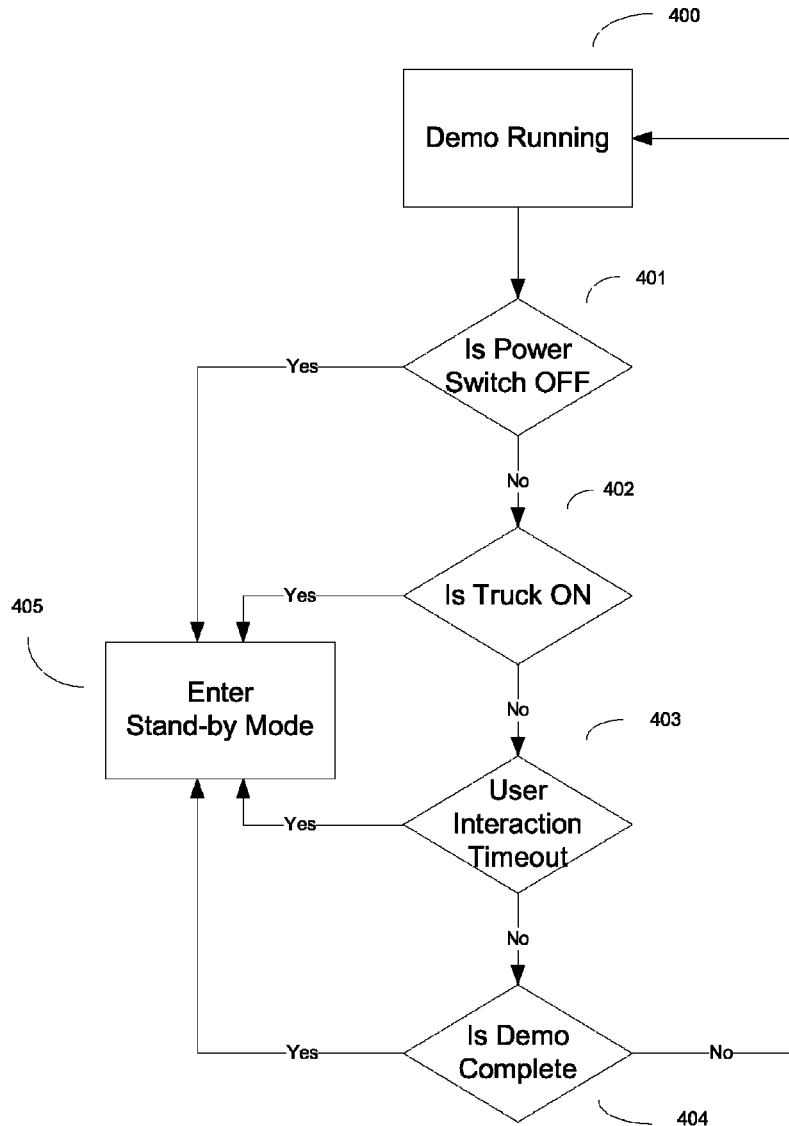 400
Demo Running
401
Is Power
Switch OFF
Yes
No
402
Is Truck ON
Yes
405
Enter
Stand-by Mode
No
403
User
Interaction
Timeout
Yes
No
Is Demo
Complete
Yes
No
404